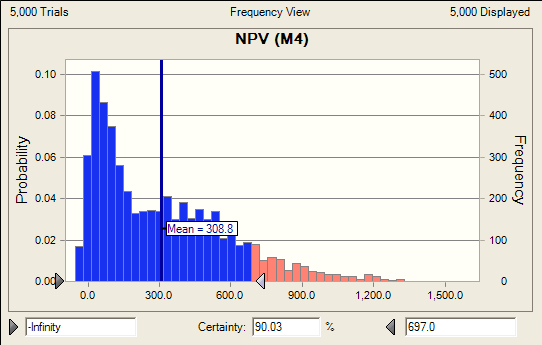 5,000 Trials Frequency View 5,000 Displayed
NPV (M4)
0.10 500
0.08 400
0.06 300
0.04 200
0.02 100
0.00 0
Probability
Frequency
Mean = 308.8
0.0 300.0 600.0 900.0 1,200.0 1,500.0
-Infinity Certainty: 90.03 % 697.0